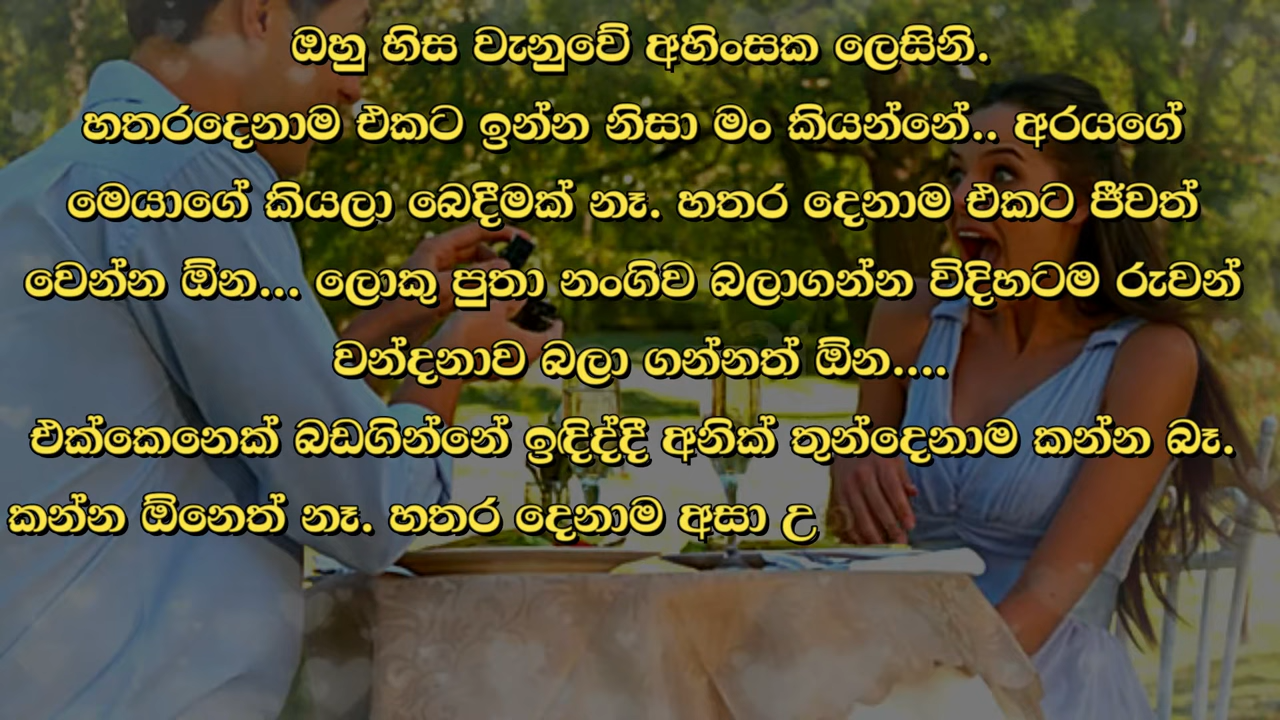 ඔහු හිස වැනුවේ අහිංසක ලෙසිනි.
හතරදෙනාම එකට ඉන්න නිසා මං කියන්නේ.. අරයගේ
මෙයාගේ කියලා බෙදීමක් නෑ. හතර දෙනාම එකට ජීවත්
වෙන්න ඕන... ලොකු පුතා නංගිව බලාගන්න විදිහටම රුවන්
වන්දනාව බලා ගන්නත් ඕන....
එක්කෙනෙක් බඩගින්නේ ඉඳිද්දී අනික් තුන්දෙනාම කන්න බෑ.
කන්න ඕනෙත් නෑ. හතර දෙනාම අසා උ